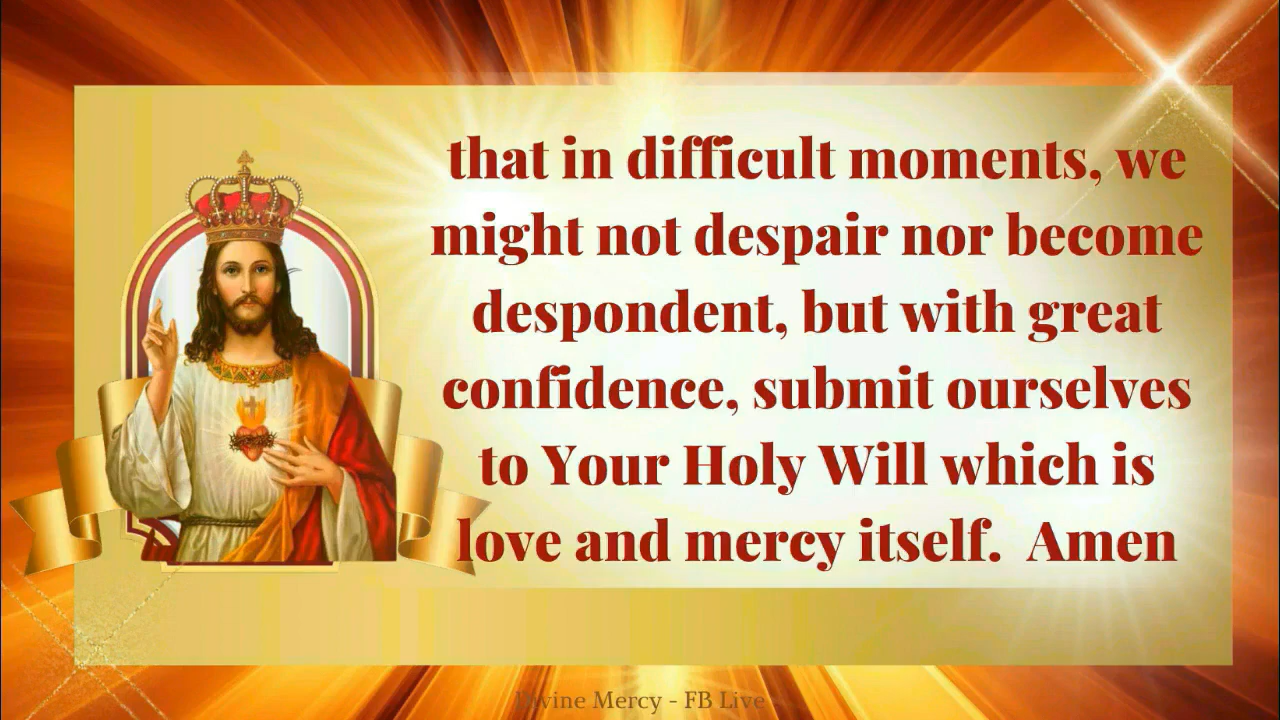 that in difficult moments, we
might not despair nor become
despondent, but with great
confidence, submit ourselves
to Your Holy Will which is
love and mercy itself.  Amen
Divine Mercy - FB Live